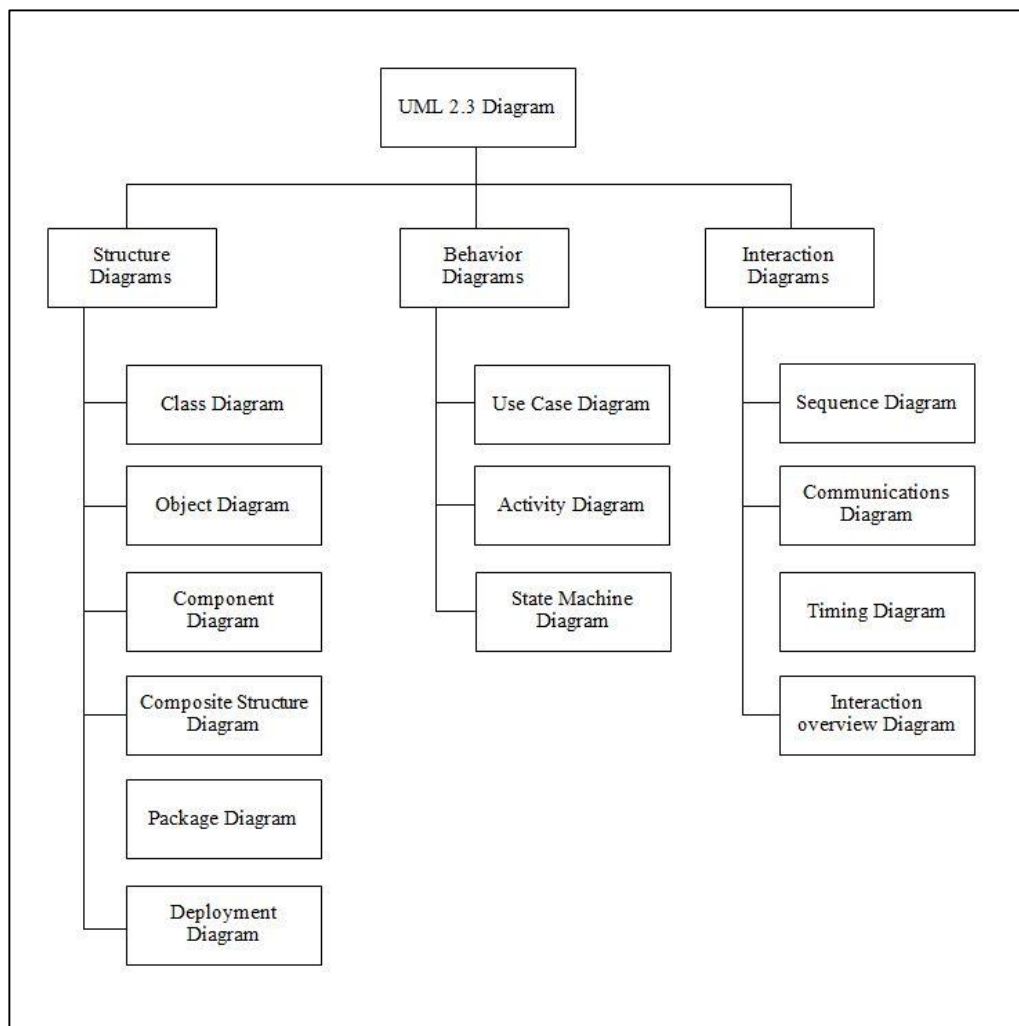 UML 2.3 Diagram
Structure
Diagrams
Behavior
Diagrams
Interaction
Diagrams
Class Diagram
Object Diagram
Component
Diagram
Composite Structure
Diagram
Package Diagram
Deployment
Diagram
Use Case Diagram
Activity Diagram
State Machine
Diagram
Sequence Diagram
Communications
Diagram
Timing Diagram
Interaction
overview Diagram